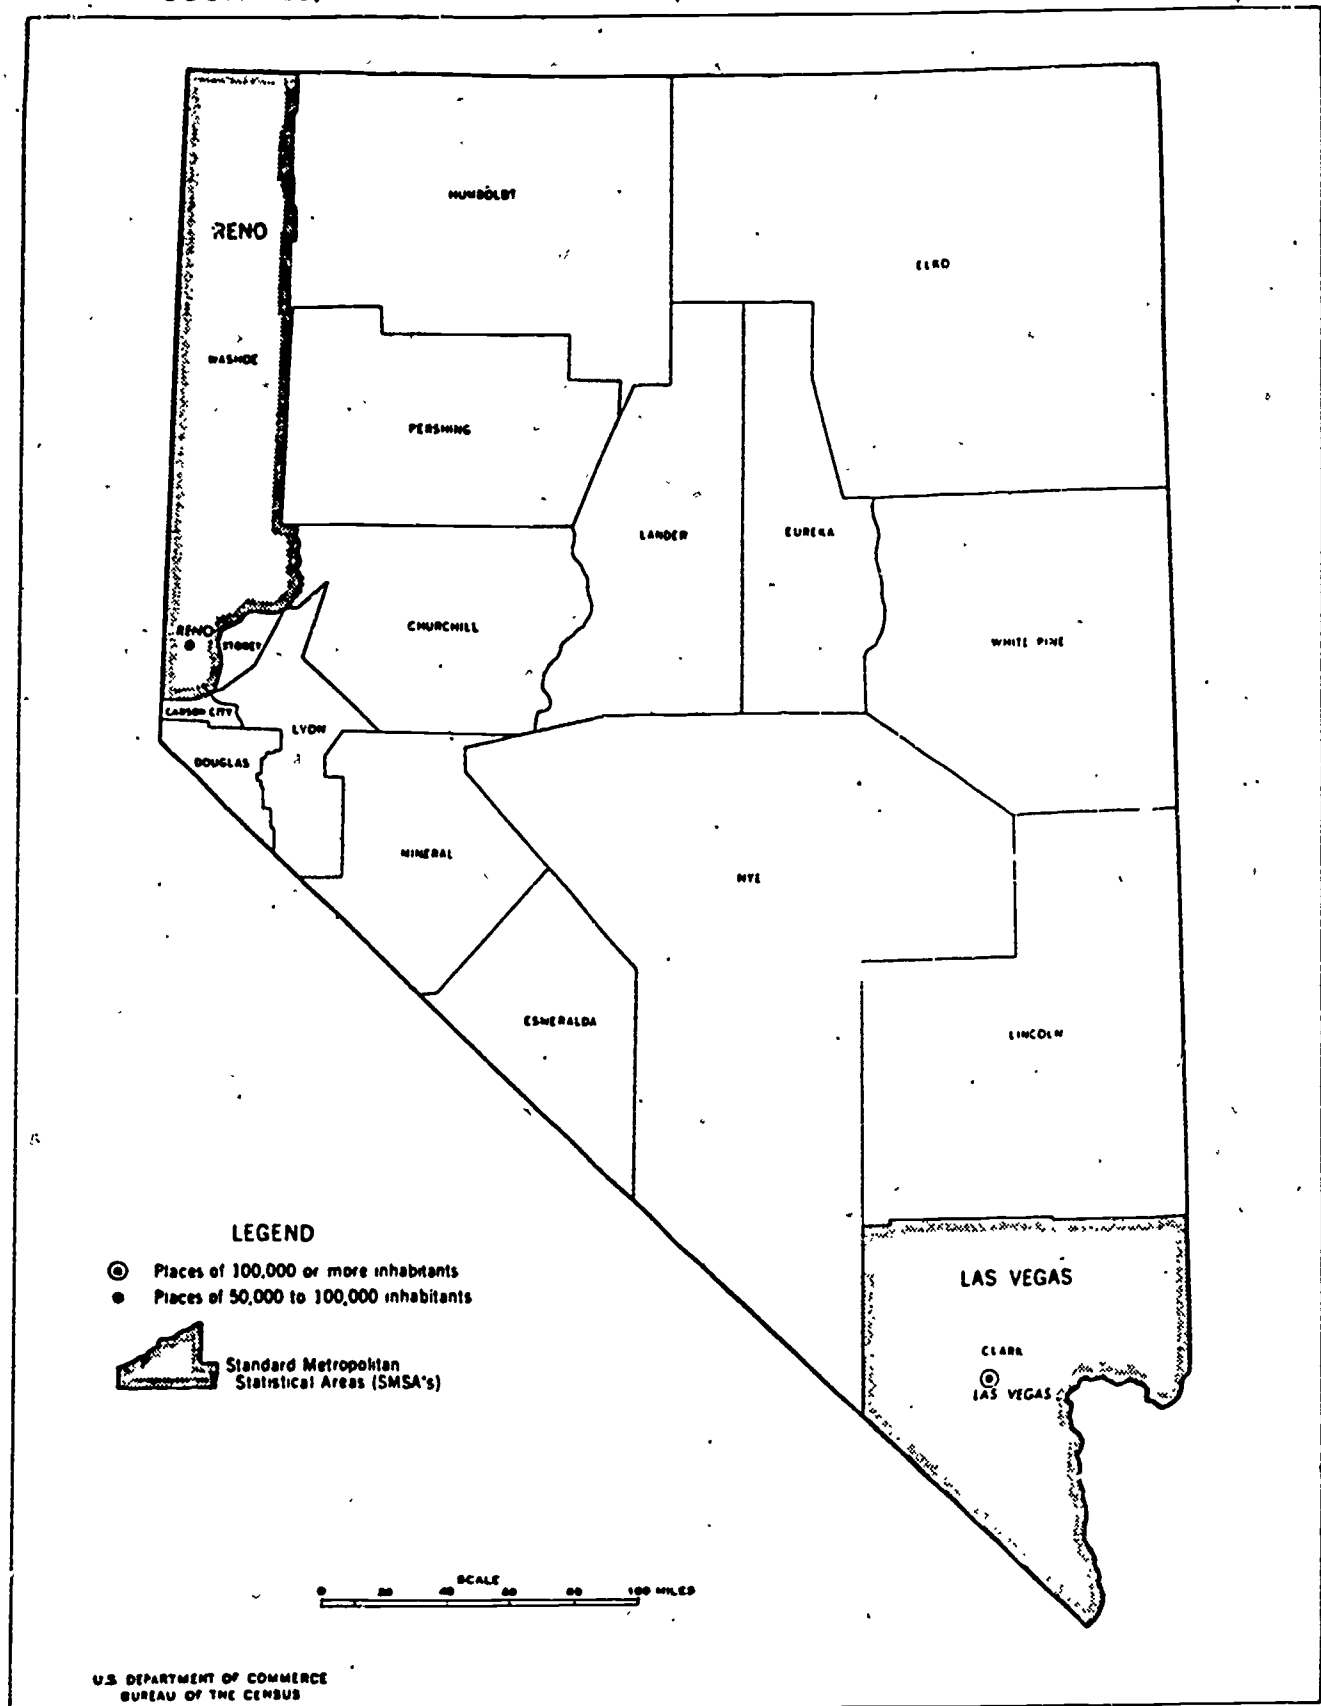 HUMBOLDT
RENO
ELKO
WASHOE
PERSHING
LANDER
EUREKA
CHURCHILL
RENO
STOREY
WHITE PINE
CARSON CITY
LYON
DOUGLAS
MINERAL
NYE
ESMERALDA
LINCOLN
LEGEND
Places of 100,000 or more inhabitants
Places of 50,000 to 100,000 inhabitants
Standard Metropolitan
Statistical Areas (SMSA's)
LAS VEGAS
CLARK
LAS VEGAS
SCALE
0 20 40 60 80 100 MILES
U.S. DEPARTMENT OF COMMERCE
BUREAU OF THE CENSUS